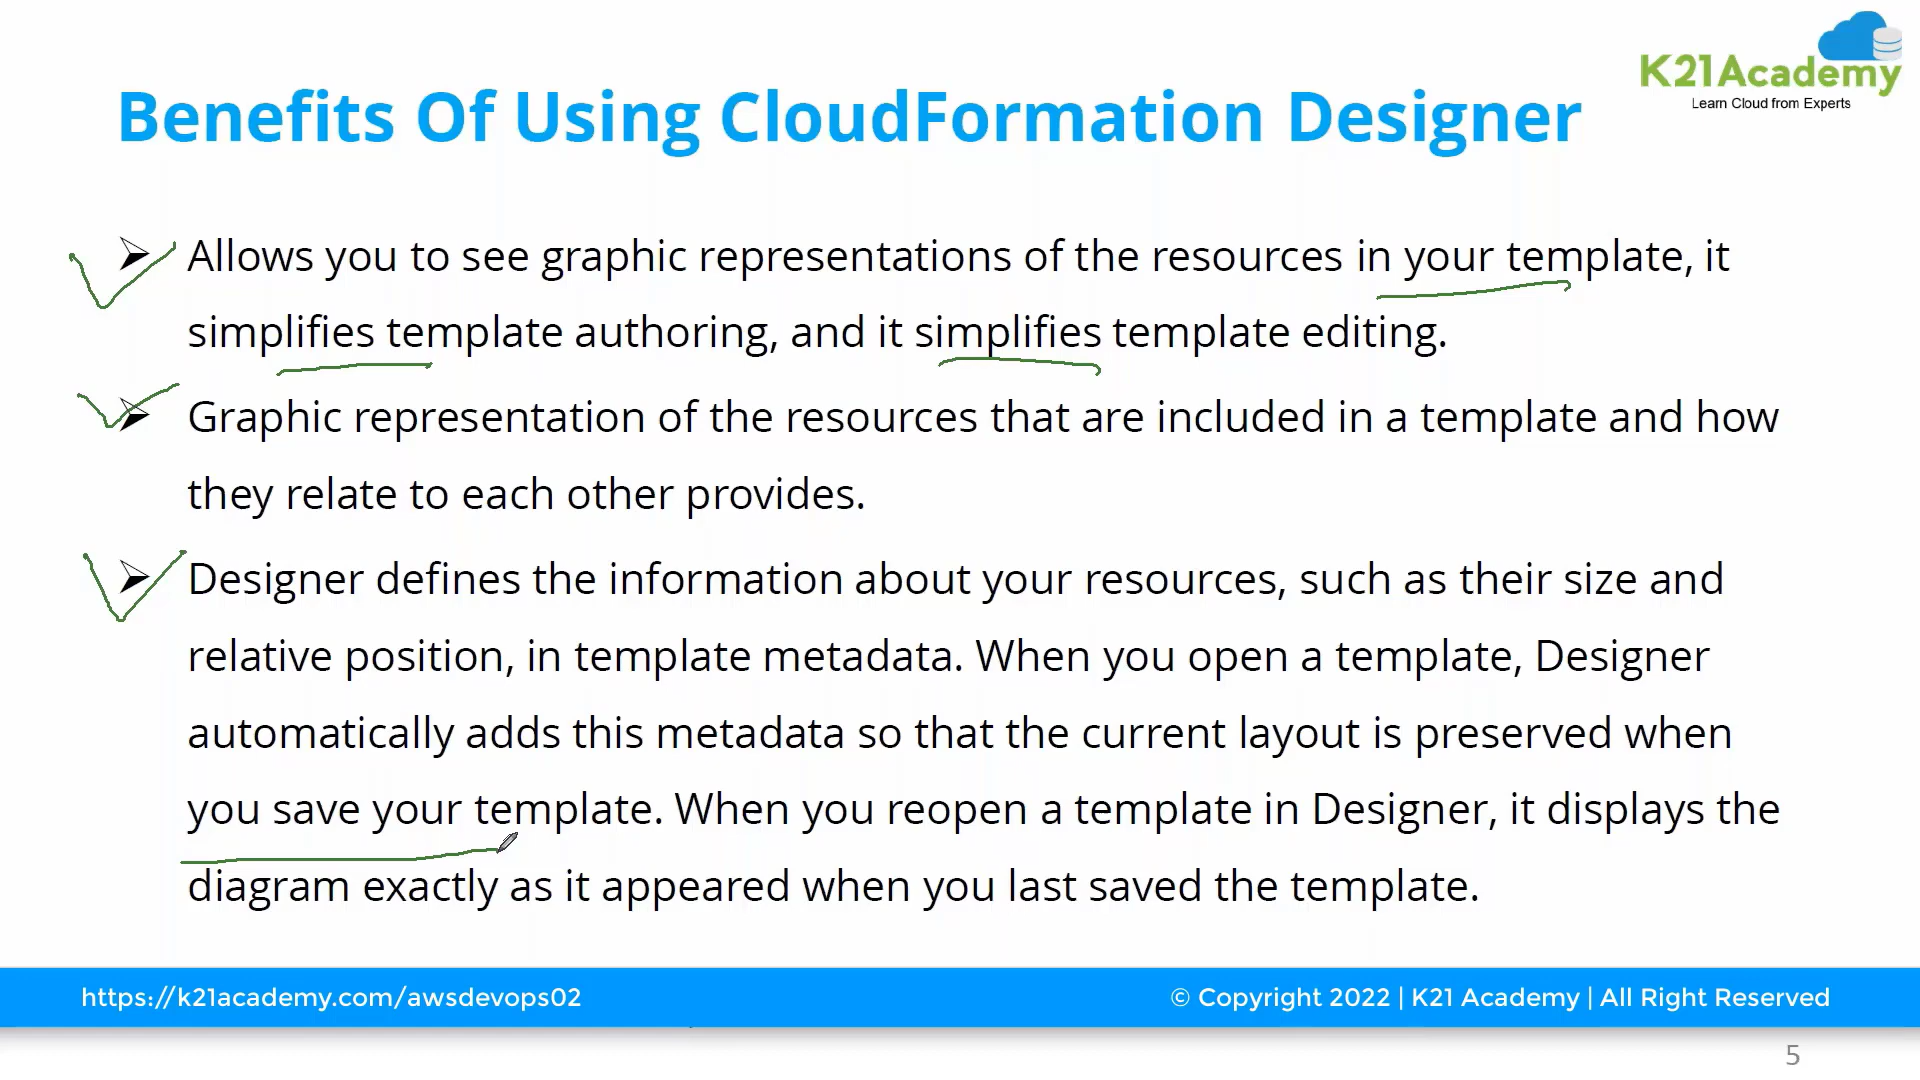 K21Academy
Learn Cloud from Experts
Benefits Of Using CloudFormation Designer
Allows you to see graphic representations of the resources in your template, it
simplifies template authoring, and it simplifies template editing.
Graphic representation of the resources that are included in a template and how
they relate to each other provides.
Designer defines the information about your resources, such as their size and
relative position, in template metadata. When you open a template, Designer
automatically adds this metadata so that the current layout is preserved when
you save your template. When you reopen a template in Designer, it displays the
diagram exactly as it appeared when you last saved the template.
https://k21academy.com/awsdevops02
© Copyright 2022 | K21 Academy | All Right Reserved
5